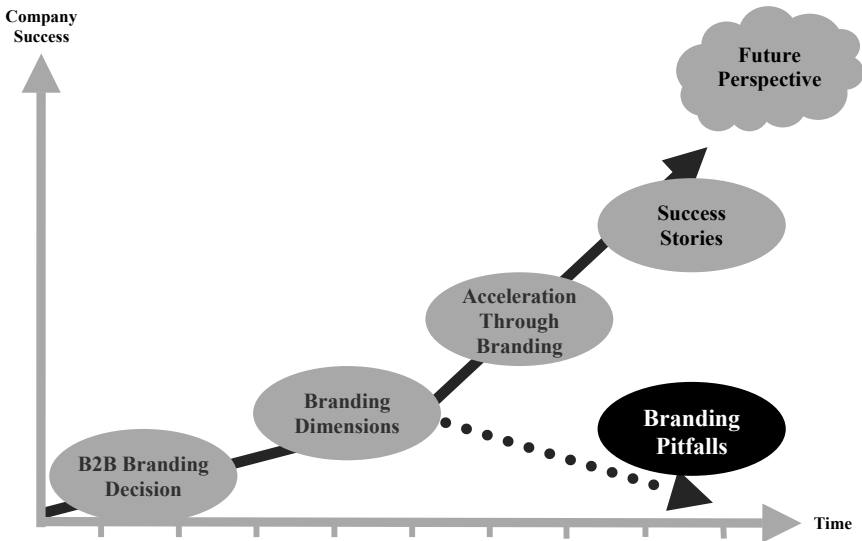 Company
Success
Future
Perspective
Success
Stories
Acceleration
Through
Branding
Branding
Dimensions
Branding
Pitfalls
B2B Branding
Decision
Time